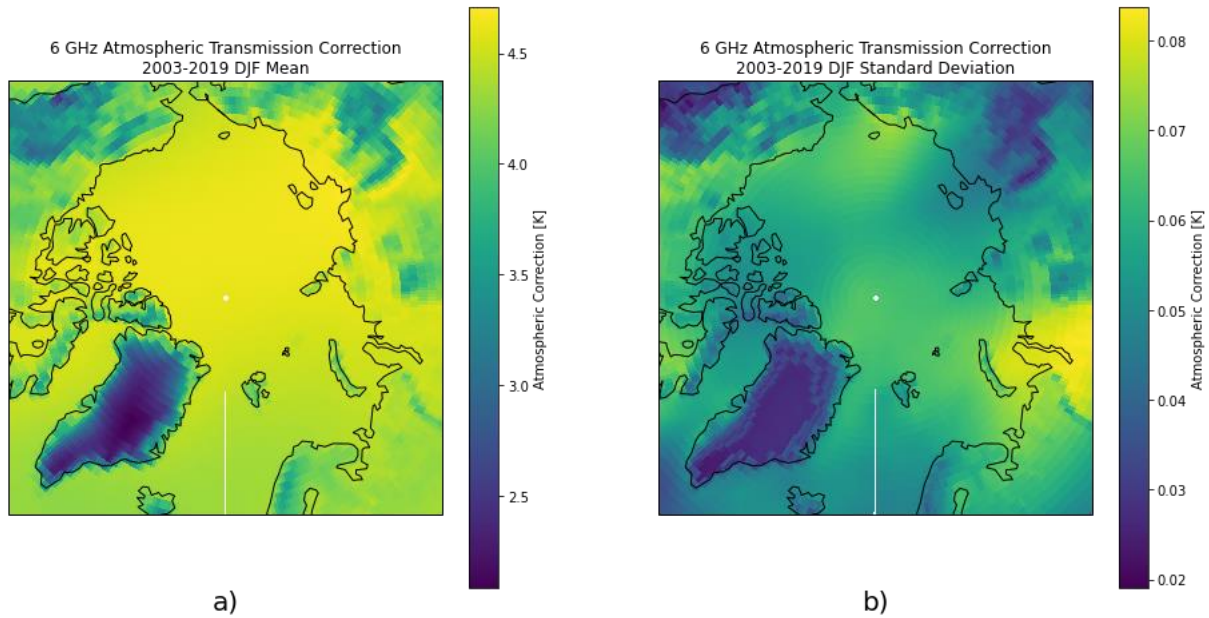 6 GHz Atmospheric Transmission Correction
2003-2019 DJF Mean
4.5
4.0
3.5
3.0
2.5
Atmospheric Correction [K]
a)
6 GHz Atmospheric Transmission Correction
2003-2019 DJF Standard Deviation
0.08
0.07
0.06
0.05
0.04
0.03
0.02
Atmospheric Correction [K]
b)